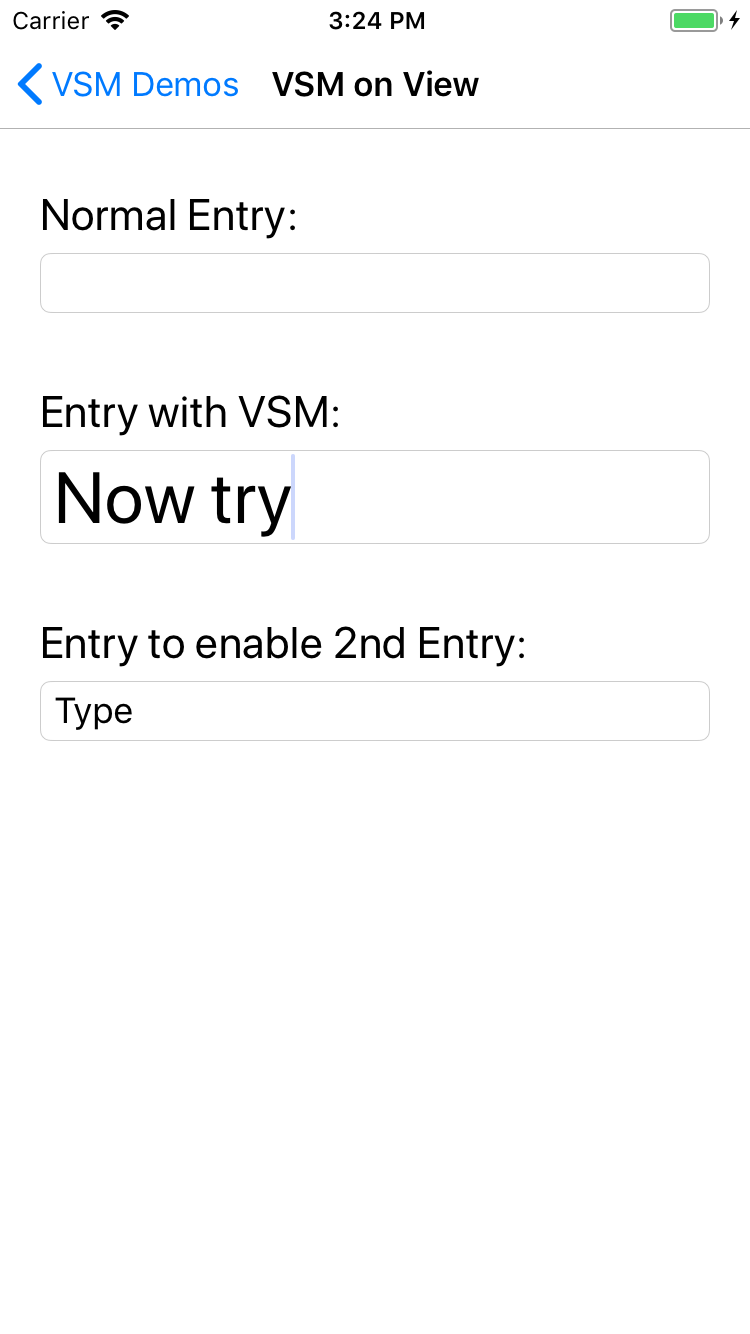 Carrier 3:24 PM
VSM Demos VSM on View
Normal Entry:
Entry with VSM:
Now try
Entry to enable 2nd Entry:
Type